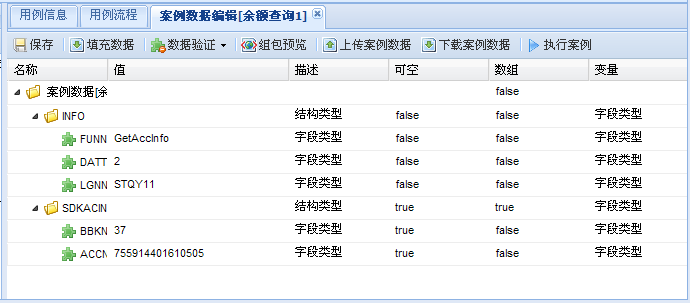 用例信息 用例流程 案例数据编辑[余额查询1]
保存 填充数据 数据验证 组包预览 上传案例数据 下载案例数据 执行案例
名称 值 描述 可空 数组 变量
案例数据[余 false
INFO 结构类型 false false 字段类型
FUNN GetAccInfo 字段类型 false false 字段类型
DATT 2 字段类型 false false 字段类型
LGNN STQY11 字段类型 false false 字段类型
SDKACIN 结构类型 true true 字段类型
BBKN 37 字段类型 true false 字段类型
ACCN 755914401610505 字段类型 true false 字段类型